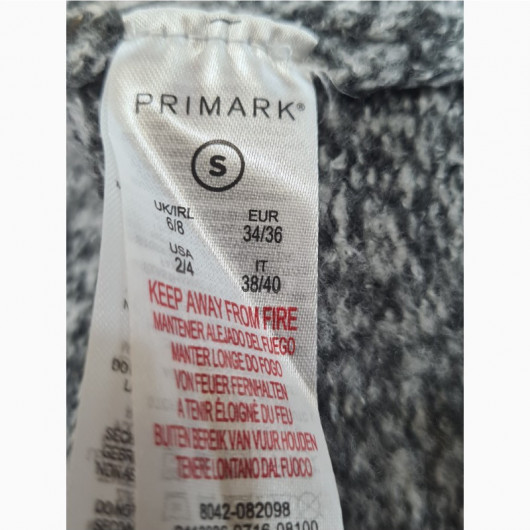 PRIMARK®
S
UK/IRL EUR
6/8 34/36
USA IT
2/4 38/40
KEEP AWAY FROM FIRE
MANTENER ALEJADO DEL FUEGO
MANTER LONGE DO FOGO
VON FEUER FERNHALTEN
A TENIR ÉLOIGNÉ DU FEU
BUITEN BEREIK VAN VUUR HOUDEN
TENERE LONTANO DAL FUOCO
8042-082098